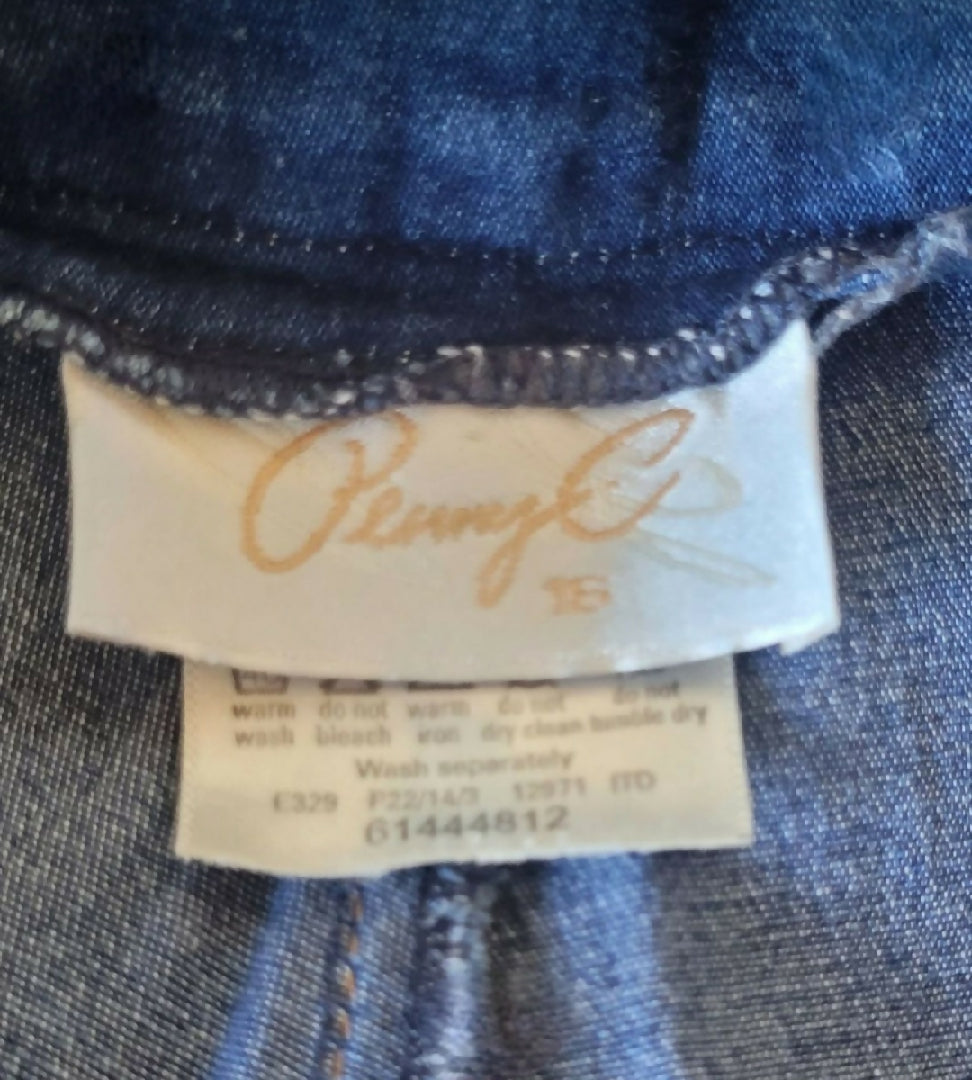 Penny C
16
warm do not warm do not do not
wash bleach iron dry clean tumble dry
Wash separately
E329 P22/14/3 12971 ITD
61444812